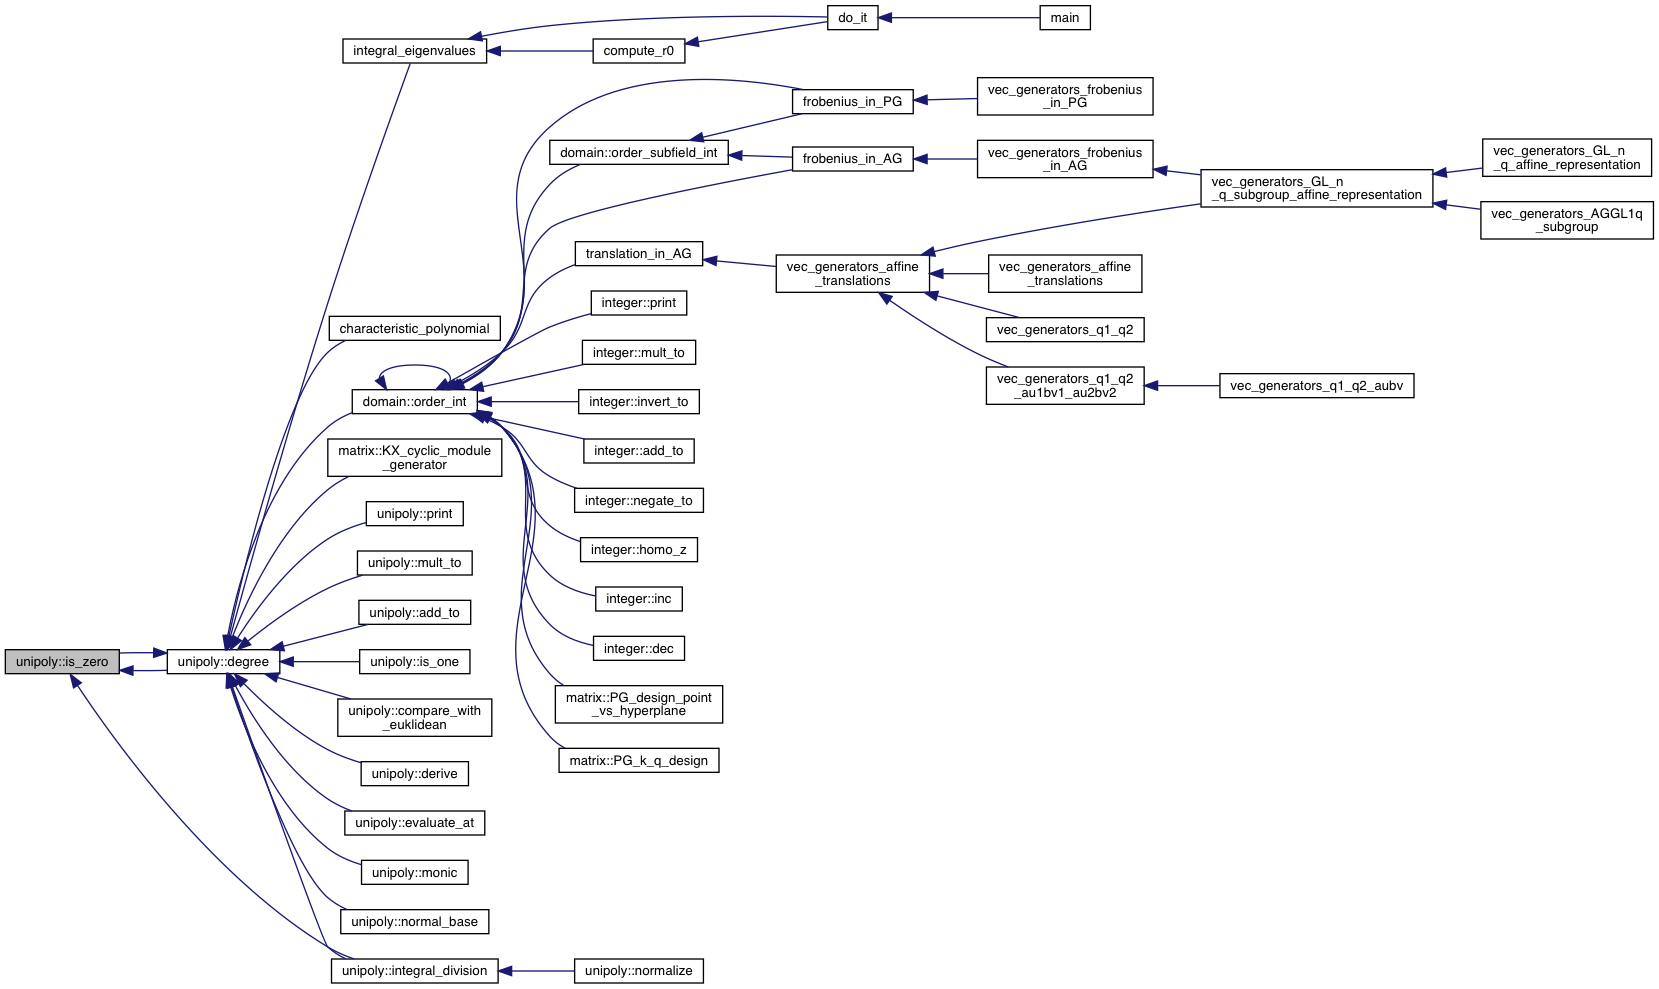 do_it
main
integral_eigenvalues
compute_r0
vec_generators_frobenius
_in_PG
frobenius_in_PG
domain::order_subfield_int
frobenius_in_AG
vec_generators_frobenius
_in_AG
vec_generators_GL_n
_q_affine_representation
vec_generators_GL_n
_q_subgroup_affine_representation
vec_generators_AGGL1q
_subgroup
translation_in_AG
vec_generators_affine
_translations
vec_generators_affine
_translations
integer::print
characteristic_polynomial
vec_generators_q1_q2
integer::mult_to
vec_generators_q1_q2
_au1bv1_au2bv2
vec_generators_q1_q2_aubv
domain::order_int
integer::invert_to
matrix::KX_cyclic_module
_generator
integer::add_to
integer::negate_to
unipoly::print
integer::homo_z
unipoly::mult_to
integer::inc
unipoly::add_to
integer::dec
unipoly::is_zero
unipoly::degree
unipoly::is_one
matrix::PG_design_point
_vs_hyperplane
unipoly::compare_with
_euklidean
matrix::PG_k_q_design
unipoly::derive
unipoly::evaluate_at
unipoly::monic
unipoly::normal_base
unipoly::integral_division
unipoly::normalize